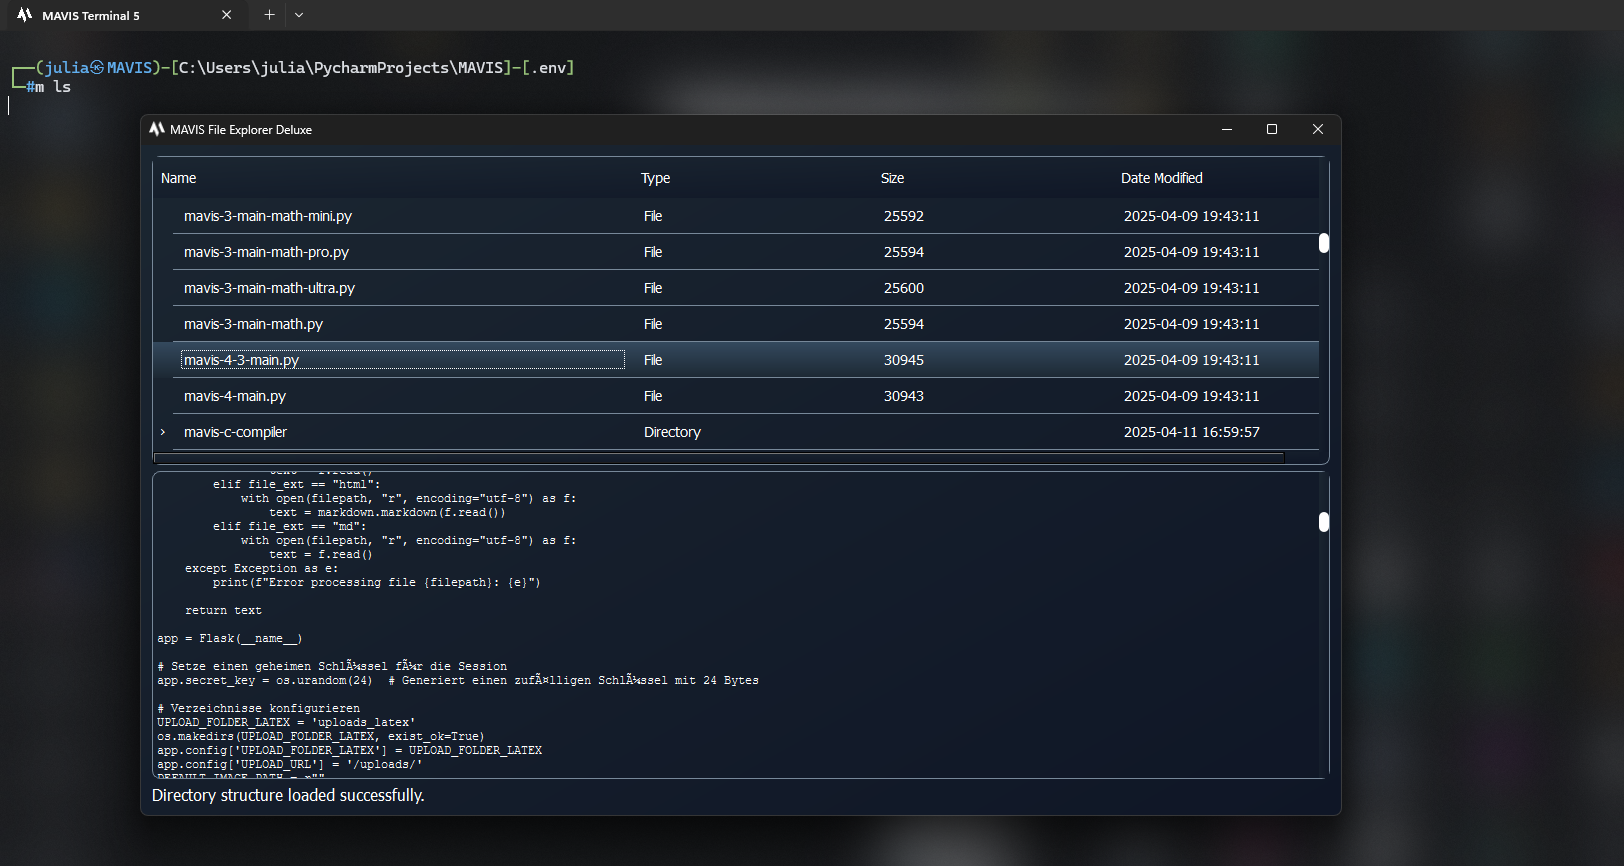 MAVIS Terminal 5
┌──(julia㉿MAVIS)-[C:\Users\julia\PycharmProjects\MAVIS]-[.env]
└─#m ls
MAVIS File Explorer Deluxe
Name Type Size Date Modified
mavis-3-main-math-mini.py File 25592 2025-04-09 19:43:11
mavis-3-main-math-pro.py File 25594 2025-04-09 19:43:11
mavis-3-main-math-ultra.py File 25600 2025-04-09 19:43:11
mavis-3-main-math.py File 25594 2025-04-09 19:43:11
mavis-4-3-main.py File 30945 2025-04-09 19:43:11
mavis-4-main.py File 30943 2025-04-09 19:43:11
mavis-c-compiler Directory 2025-04-11 16:59:57
text = f.read()
elif file_ext == "html":
with open(filepath, "r", encoding="utf-8") as f:
text = markdown.markdown(f.read())
elif file_ext == "md":
with open(filepath, "r", encoding="utf-8") as f:
text = f.read()
except Exception as e:
print(f"Error processing file {filepath}: {e}")
return text
app = Flask(__name__)
# Setze einen geheimen SchlÃ¼ssel fÃ¼r die Session
app.secret_key = os.urandom(24)  # Generiert einen zufÃ¤lligen SchlÃ¼ssel mit 24 Bytes
# Verzeichnisse konfigurieren
UPLOAD_FOLDER_LATEX = 'uploads_latex'
os.makedirs(UPLOAD_FOLDER_LATEX, exist_ok=True)
app.config['UPLOAD_FOLDER_LATEX'] = UPLOAD_FOLDER_LATEX
app.config['UPLOAD_URL'] = '/uploads/'
DEFAULT_IMAGE_PATH = r""
Directory structure loaded successfully.